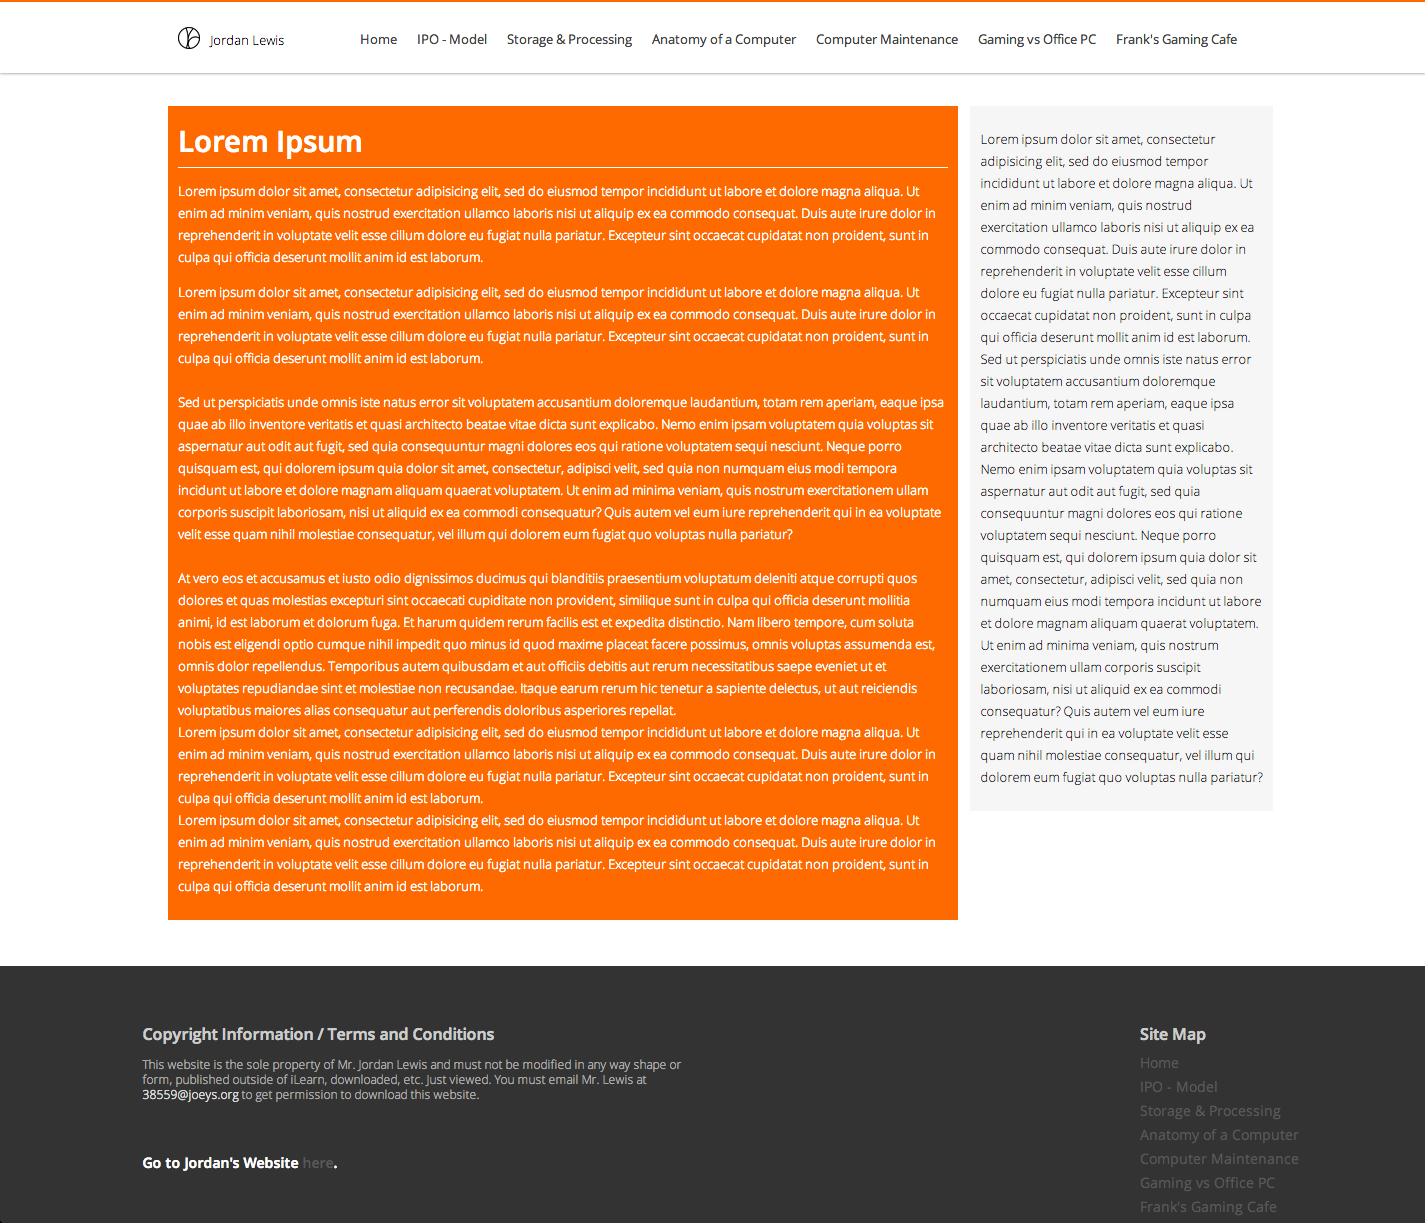 Jordan Lewis
Home IPO - Model Storage & Processing Anatomy of a Computer Computer Maintenance Gaming vs Office PC Frank's Gaming Cafe
Lorem Ipsum
Lorem ipsum dolor sit amet, consectetur adipisicing elit, sed do eiusmod tempor incididunt ut labore et dolore magna aliqua. Ut
enim ad minim veniam, quis nostrud exercitation ullamco laboris nisi ut aliquip ex ea commodo consequat. Duis aute irure dolor in
reprehenderit in voluptate velit esse cillum dolore eu fugiat nulla pariatur. Excepteur sint occaecat cupidatat non proident, sunt in
culpa qui officia deserunt mollit anim id est laborum.
Lorem ipsum dolor sit amet, consectetur adipisicing elit, sed do eiusmod tempor incididunt ut labore et dolore magna aliqua. Ut
enim ad minim veniam, quis nostrud exercitation ullamco laboris nisi ut aliquip ex ea commodo consequat. Duis aute irure dolor in
reprehenderit in voluptate velit esse cillum dolore eu fugiat nulla pariatur. Excepteur sint occaecat cupidatat non proident, sunt in
culpa qui officia deserunt mollit anim id est laborum.
Sed ut perspiciatis unde omnis iste natus error sit voluptatem accusantium doloremque laudantium, totam rem aperiam, eaque ipsa
quae ab illo inventore veritatis et quasi architecto beatae vitae dicta sunt explicabo. Nemo enim ipsam voluptatem quia voluptas sit
aspernatur aut odit aut fugit, sed quia consequuntur magni dolores eos qui ratione voluptatem sequi nesciunt. Neque porro
quisquam est, qui dolorem ipsum quia dolor sit amet, consectetur, adipisci velit, sed quia non numquam eius modi tempora
incidunt ut labore et dolore magnam aliquam quaerat voluptatem. Ut enim ad minima veniam, quis nostrum exercitationem ullam
corporis suscipit laboriosam, nisi ut aliquid ex ea commodi consequatur? Quis autem vel eum iure reprehenderit qui in ea voluptate
velit esse quam nihil molestiae consequatur, vel illum qui dolorem eum fugiat quo voluptas nulla pariatur?
At vero eos et accusamus et iusto odio dignissimos ducimus qui blanditiis praesentium voluptatum deleniti atque corrupti quos
dolores et quas molestias excepturi sint occaecati cupiditate non provident, similique sunt in culpa qui officia deserunt mollitia
animi, id est laborum et dolorum fuga. Et harum quidem rerum facilis est et expedita distinctio. Nam libero tempore, cum soluta
nobis est eligendi optio cumque nihil impedit quo minus id quod maxime placeat facere possimus, omnis voluptas assumenda est,
omnis dolor repellendus. Temporibus autem quibusdam et aut officiis debitis aut rerum necessitatibus saepe eveniet ut et
voluptates repudiandae sint et molestiae non recusandae. Itaque earum rerum hic tenetur a sapiente delectus, ut aut reiciendis
voluptatibus maiores alias consequatur aut perferendis doloribus asperiores repellat.
Lorem ipsum dolor sit amet, consectetur adipisicing elit, sed do eiusmod tempor incididunt ut labore et dolore magna aliqua. Ut
enim ad minim veniam, quis nostrud exercitation ullamco laboris nisi ut aliquip ex ea commodo consequat. Duis aute irure dolor in
reprehenderit in voluptate velit esse cillum dolore eu fugiat nulla pariatur. Excepteur sint occaecat cupidatat non proident, sunt in
culpa qui officia deserunt mollit anim id est laborum.
Lorem ipsum dolor sit amet, consectetur adipisicing elit, sed do eiusmod tempor incididunt ut labore et dolore magna aliqua. Ut
enim ad minim veniam, quis nostrud exercitation ullamco laboris nisi ut aliquip ex ea commodo consequat. Duis aute irure dolor in
reprehenderit in voluptate velit esse cillum dolore eu fugiat nulla pariatur. Excepteur sint occaecat cupidatat non proident, sunt in
culpa qui officia deserunt mollit anim id est laborum.
Lorem ipsum dolor sit amet, consectetur
adipisicing elit, sed do eiusmod tempor
incididunt ut labore et dolore magna aliqua. Ut
enim ad minim veniam, quis nostrud
exercitation ullamco laboris nisi ut aliquip ex ea
commodo consequat. Duis aute irure dolor in
reprehenderit in voluptate velit esse cillum
dolore eu fugiat nulla pariatur. Excepteur sint
occaecat cupidatat non proident, sunt in culpa
qui officia deserunt mollit anim id est laborum.
Sed ut perspiciatis unde omnis iste natus error
sit voluptatem accusantium doloremque
laudantium, totam rem aperiam, eaque ipsa
quae ab illo inventore veritatis et quasi
architecto beatae vitae dicta sunt explicabo.
Nemo enim ipsam voluptatem quia voluptas sit
aspernatur aut odit aut fugit, sed quia
consequuntur magni dolores eos qui ratione
voluptatem sequi nesciunt. Neque porro
quisquam est, qui dolorem ipsum quia dolor sit
amet, consectetur, adipisci velit, sed quia non
numquam eius modi tempora incidunt ut labore
et dolore magnam aliquam quaerat voluptatem.
Ut enim ad minima veniam, quis nostrum
exercitationem ullam corporis suscipit
laboriosam, nisi ut aliquid ex ea commodi
consequatur? Quis autem vel eum iure
reprehenderit qui in ea voluptate velit esse
quam nihil molestiae consequatur, vel illum qui
dolorem eum fugiat quo voluptas nulla pariatur?
Copyright Information / Terms and Conditions
This website is the sole property of Mr. Jordan Lewis and must not be modified in any way shape or
form, published outside of iLearn, downloaded, etc. Just viewed. You must email Mr. Lewis at
38559@joeys.org to get permission to download this website.
Go to Jordan's Website here.
Site Map
Home
IPO - Model
Storage & Processing
Anatomy of a Computer
Computer Maintenance
Gaming vs Office PC
Frank's Gaming Cafe